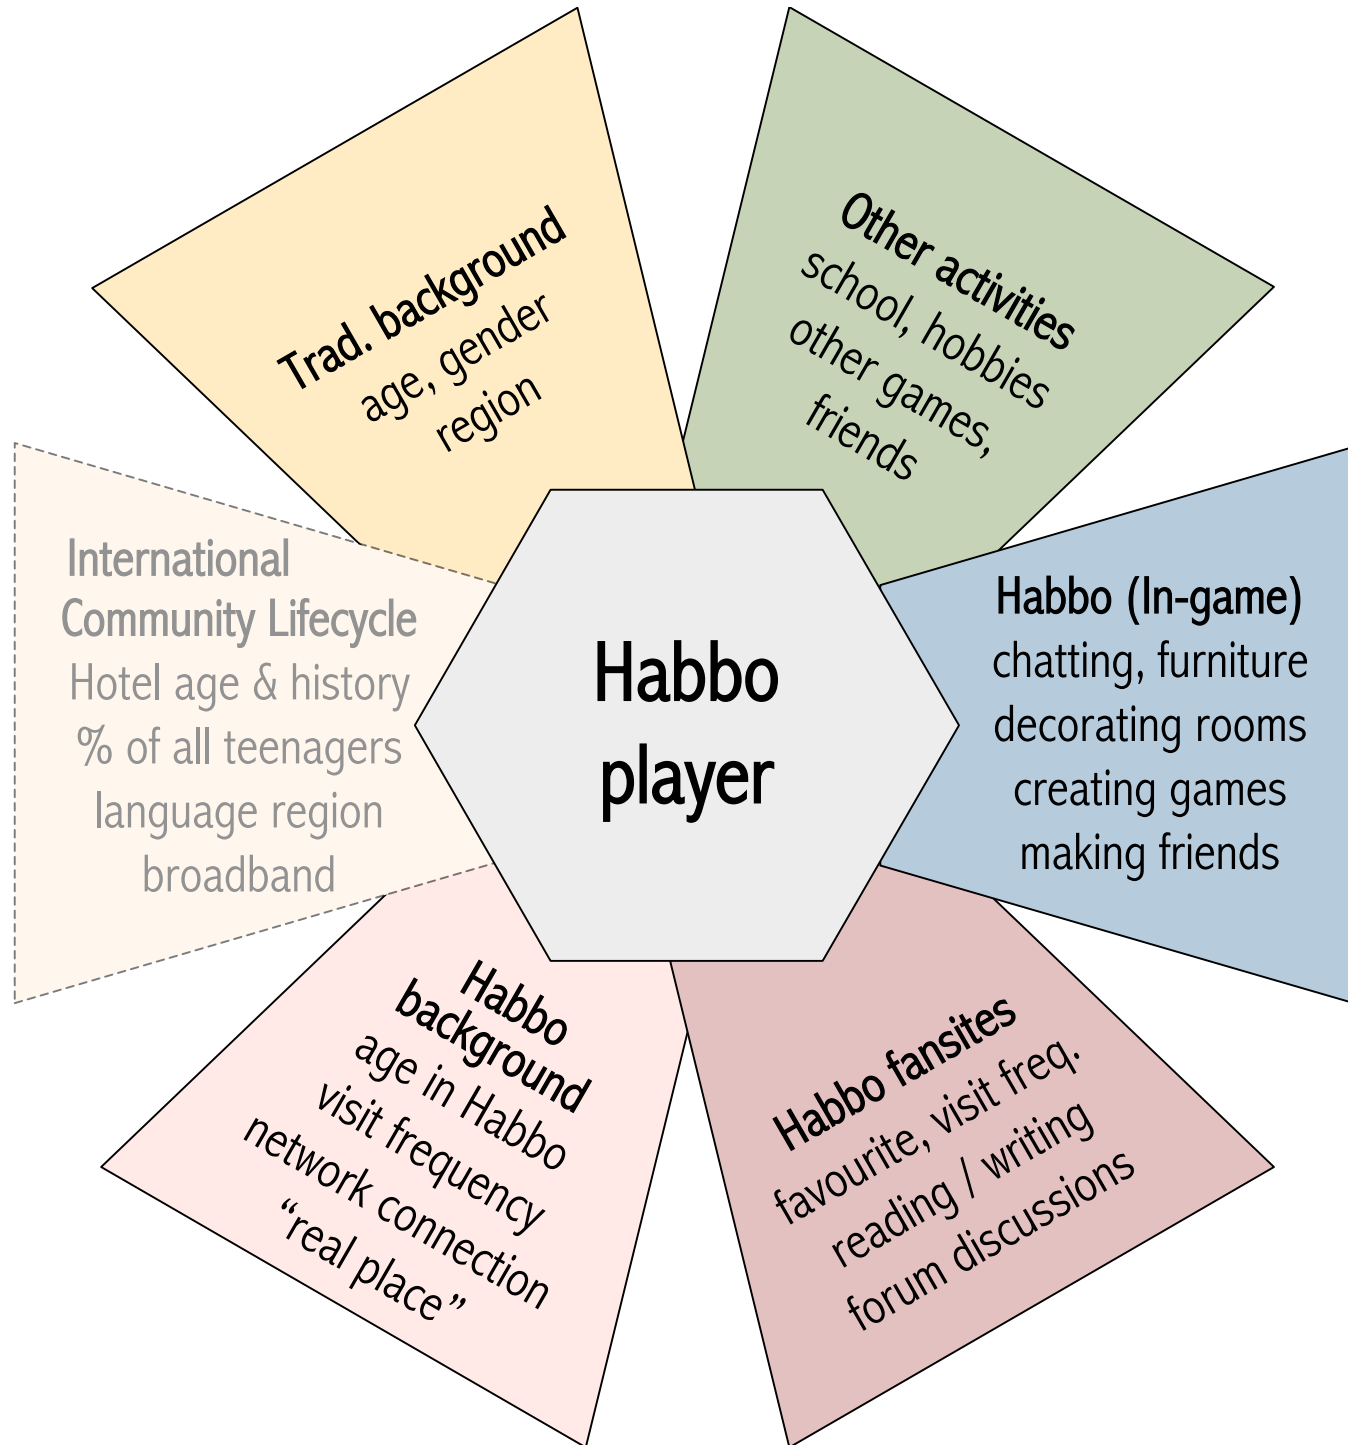 Trad. background
age, gender
region
Other activities
school, hobbies
other games,
friends
International
Community Lifecycle
Hotel age & history
% of all teenagers
language region
broadband
Habbo
player
Habbo (In-game)
chatting, furniture
decorating rooms
creating games
making friends
Habbo
background
age in Habbo
visit frequency
network connection
“real place”
Habbo fansites
favourite, visit freq.
reading / writing
forum discussions